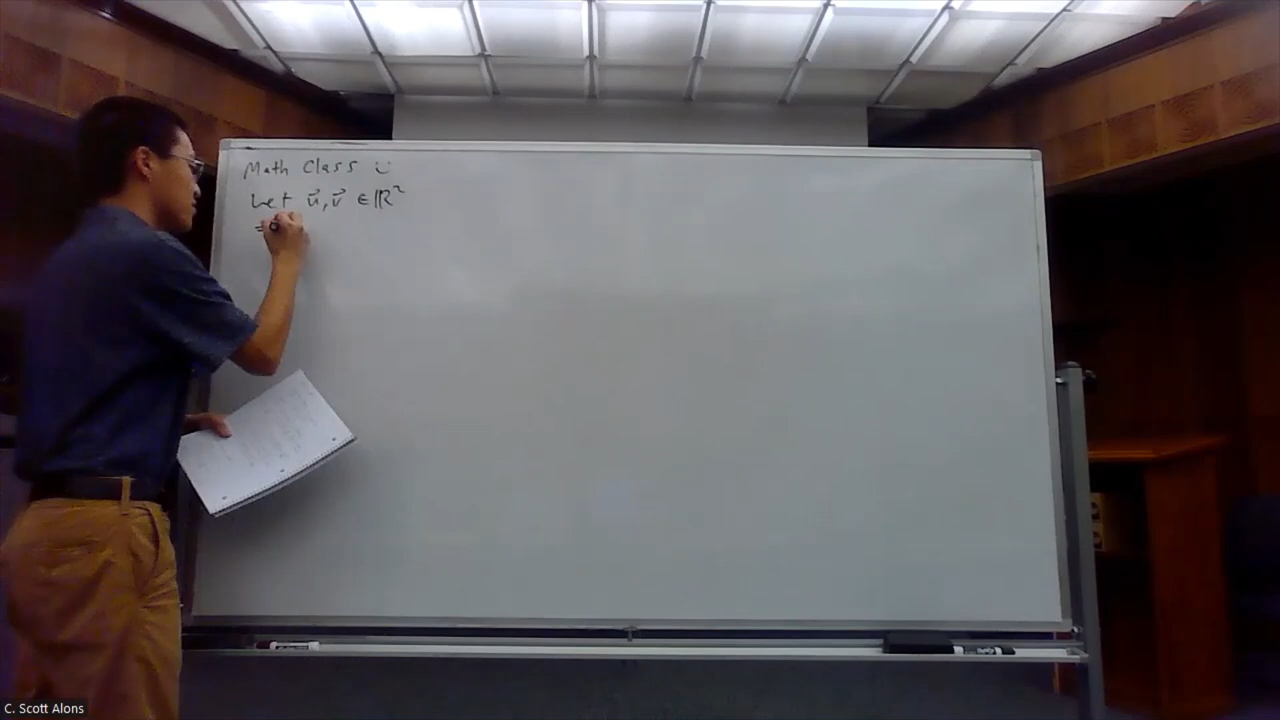 Math Class ☺
Let u⃗, v⃗ ∈ ℝ²
C. Scott Alons